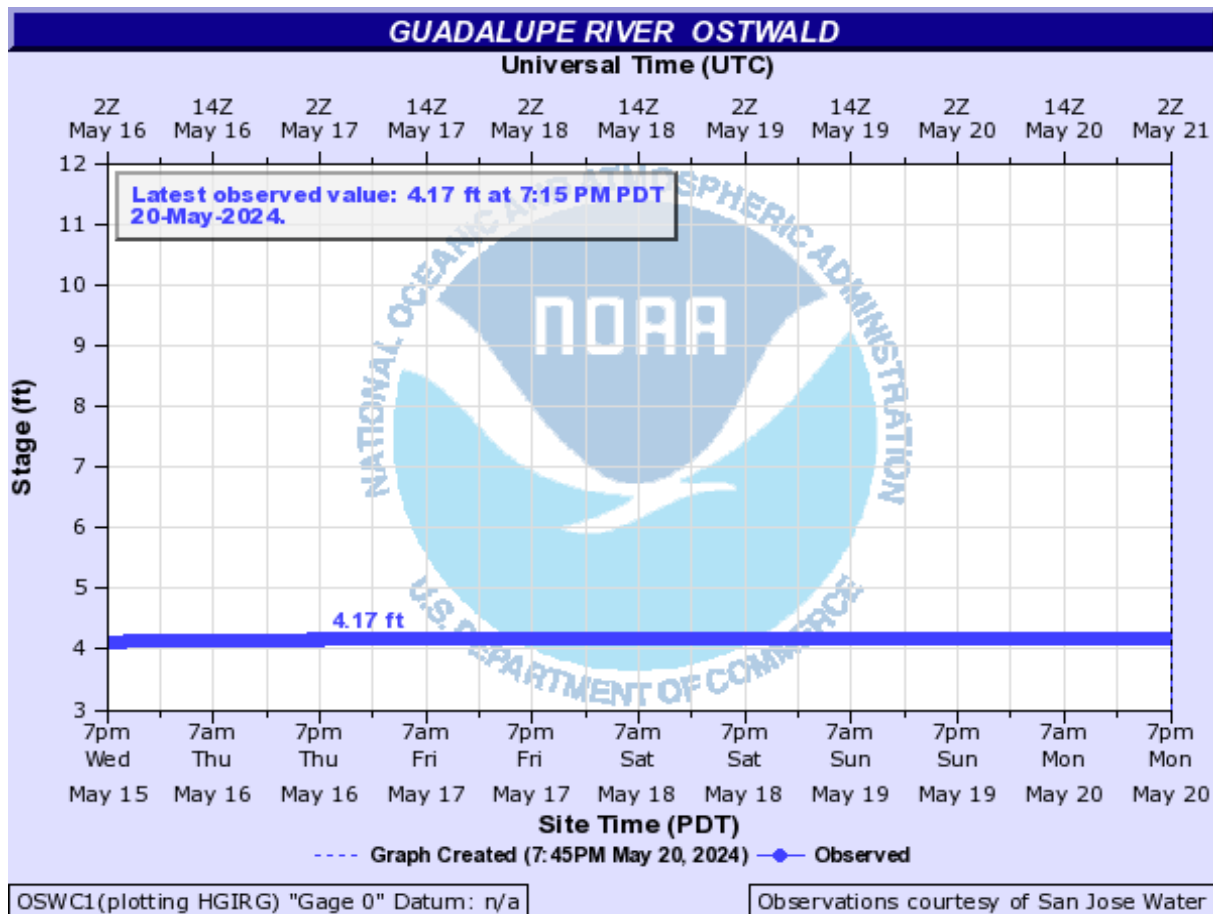 GUADALUPE RIVER OSTWALD
Universal Time (UTC)
2Z 14Z 2Z 14Z 2Z 14Z 2Z 14Z 2Z 14Z 2Z
May 16 May 16 May 17 May 17 May 18 May 18 May 19 May 19 May 20 May 20 May 21
12
Latest observed value: 4.17 ft at 7:15 PM PDT
20-May-2024.
11
10
9
8
7
6
5
4
3
Stage (ft)
NATIONAL OCEANIC AND ATMOSPHERIC ADMINISTRATION
NOAA
U.S. DEPARTMENT OF COMMERCE
4.17 ft
7pm 7am 7pm 7am 7pm 7am 7pm 7am 7pm 7am 7pm
Wed Thu Thu Fri Fri Sat Sat Sun Sun Mon Mon
May 15 May 16 May 16 May 17 May 17 May 18 May 18 May 19 May 19 May 20 May 20
Site Time (PDT)
Graph Created (7:45PM May 20, 2024) Observed
OSWC1(plotting HGIRG) "Gage 0" Datum: n/a
Observations courtesy of San Jose Water